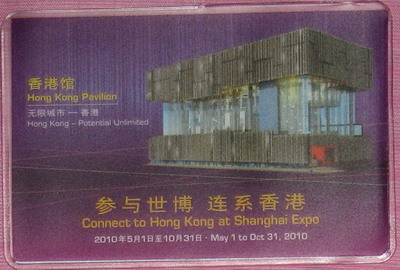 香港馆
Hong Kong Pavilion
元限城市 — 香港
Hong Kong – Potential Unlimited
参与世博 连系香港
Connect to Hong Kong at Shanghai Expo
2010年5月1日至10月31日 · May 1 to Oct 31, 2010